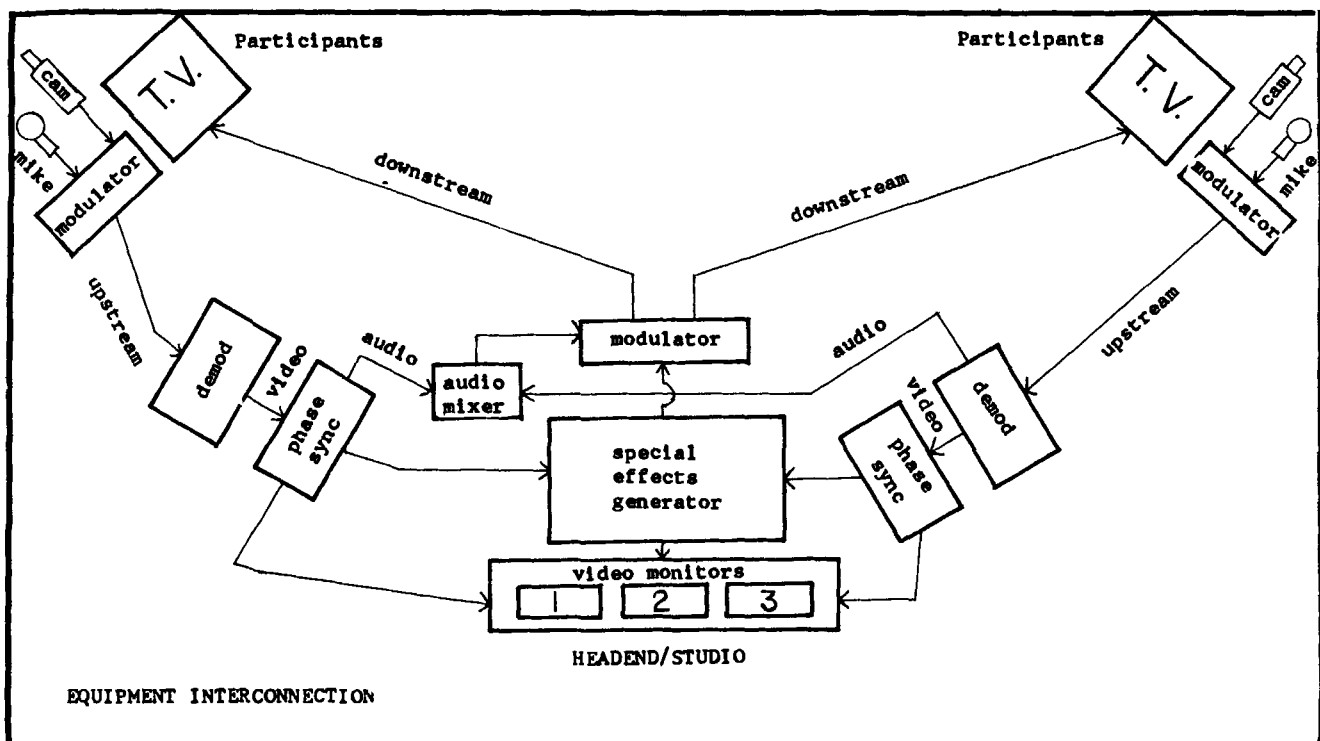 Participants
Participants
T.V.
T.V.
cam
cam
mike
mike
modulator
modulator
downstream
downstream
upstream
upstream
modulator
demod
video
audio
audio
mixer
audio
video
demod
phase
sync
phase
sync
special
effects
generator
video monitors
1
2
3
HEADEND/STUDIO
EQUIPMENT INTERCONNECTION